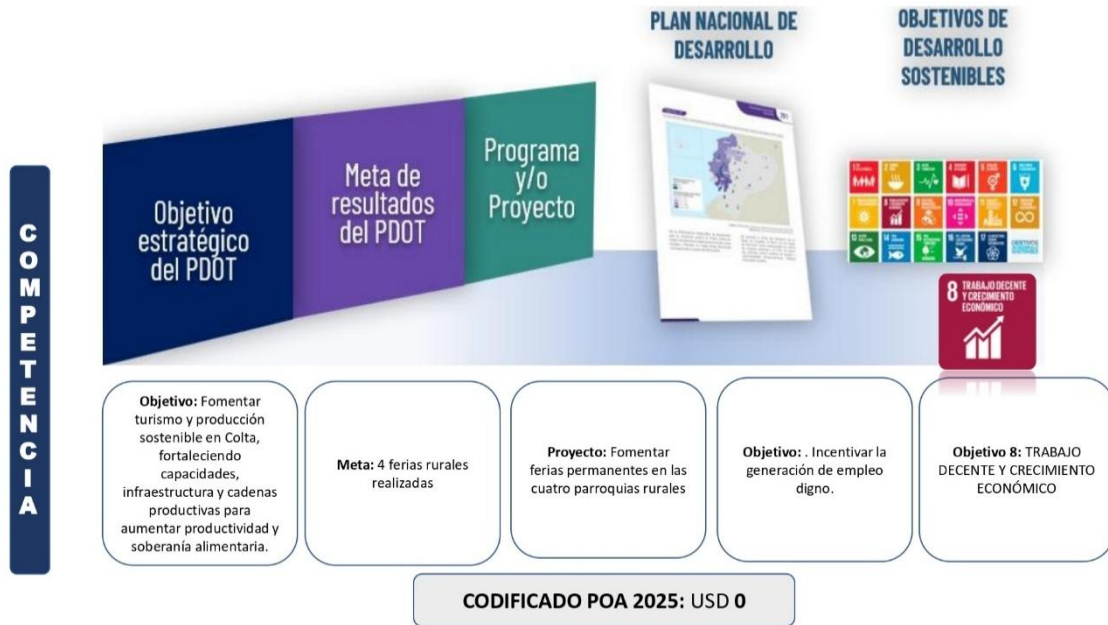 PLAN NACIONAL DE
DESARROLLO
OBJETIVOS DE
DESARROLLO
SOSTENIBLES
COMPETENCIA
Objetivo
estratégico
del PDOT
Meta de
resultados
del PDOT
Programa
y/o
Proyecto
8 TRABAJO DECENTE
Y CRECIMIENTO
ECONÓMICO
Objetivo: Fomentar
turismo y producción
sostenible en Colta,
fortaleciendo
capacidades,
infraestructura y cadenas
productivas para
aumentar productividad y
soberanía alimentaria.
Meta: 4 ferias rurales
realizadas
Proyecto: Fomentar
ferias permanentes en las
cuatro parroquias rurales
Objetivo: . Incentivar la
generación de empleo
digno.
Objetivo 8: TRABAJO
DECENTE Y CRECIMIENTO
ECONÓMICO
CODIFICADO POA 2025: USD 0